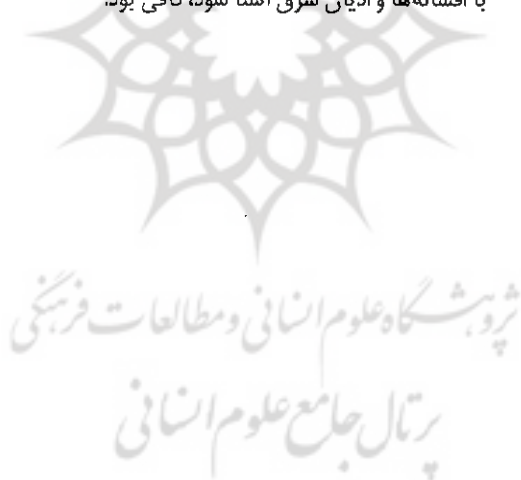 با افسانه‌ها و ادیان شرق آشنا شود، کافی بود.
پژوهشگاه علوم انسانی و مطالعات فرهنگی
پرتال جامع علوم انسانی